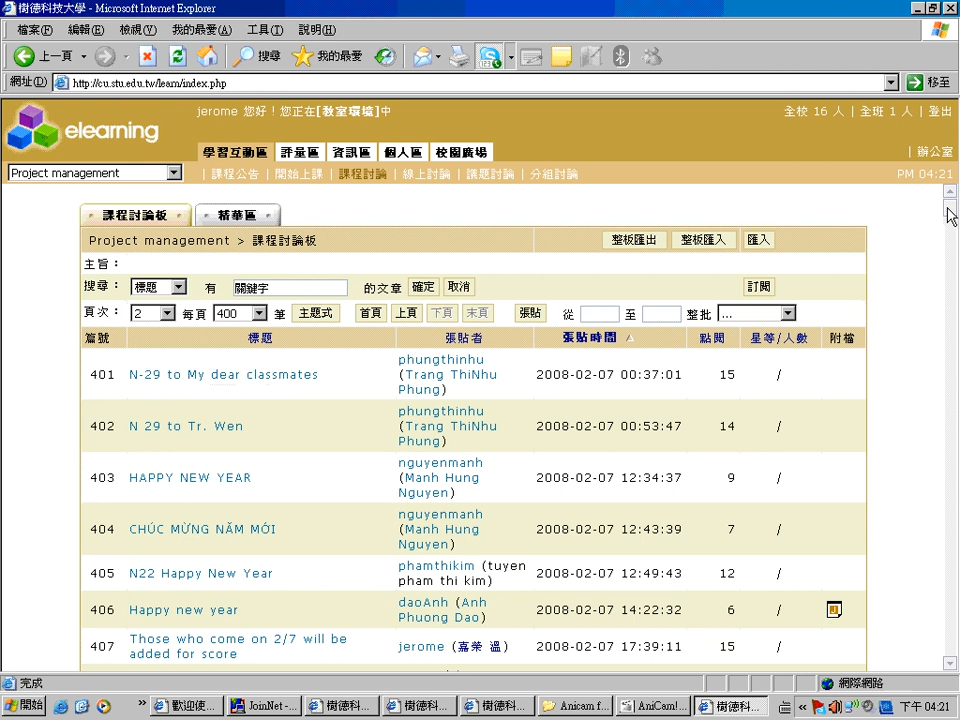 樹德科技大學 - Microsoft Internet Explorer
檔案(F) 編輯(E) 檢視(V) 我的最愛(A) 工具(T) 說明(H)
上一頁 搜尋 我的最愛
網址(D) http://cu.stu.edu.tw/learn/index.php 移至
jerome 您好！您正在[教室環境]中 全校 16 人 | 全班 1 人 | 登出
elearning
學習互動區 評量區 資訊區 個人區 校園廣場 | 辦公室
Project management | 課程公告 | 開始上課 | 課程討論 | 線上討論 | 議題討論 | 分組討論 PM 04:21
課程討論板 精華區
Project management > 課程討論板 整板匯出 整板匯入 匯入
主旨：
搜尋： 標題 有 關鍵字 的文章 確定 取消 訂閱
頁次： 2 每頁 400 筆 主題式 首頁 上頁 下頁 末頁 張貼 從 至 整批 ...
篇號 標題 張貼者 張貼時間 △ 點閱 星等/人數 附檔
401 N-29 to My dear classmates phungthinhu (Trang ThiNhu Phung) 2008-02-07 00:37:01 15 /
402 N 29 to Tr. Wen phungthinhu (Trang ThiNhu Phung) 2008-02-07 00:53:47 14 /
403 HAPPY NEW YEAR nguyenmanh (Manh Hung Nguyen) 2008-02-07 12:34:37 9 /
404 CHÚC MỪNG NĂM MỚI nguyenmanh (Manh Hung Nguyen) 2008-02-07 12:43:39 7 /
405 N22 Happy New Year phamthikim (tuyen pham thi kim) 2008-02-07 12:49:43 12 /
406 Happy new year daoAnh (Anh Phuong Dao) 2008-02-07 14:22:32 6 /
407 Those who come on 2/7 will be added for score jerome (嘉榮 溫) 2008-02-07 17:39:11 15 /
完成 網際網路
開始 » 歡迎使... JoinNet -... 樹德科... 樹德科... 樹德科... Anicam f... AniCam!... 樹德科... « 下午 04:21